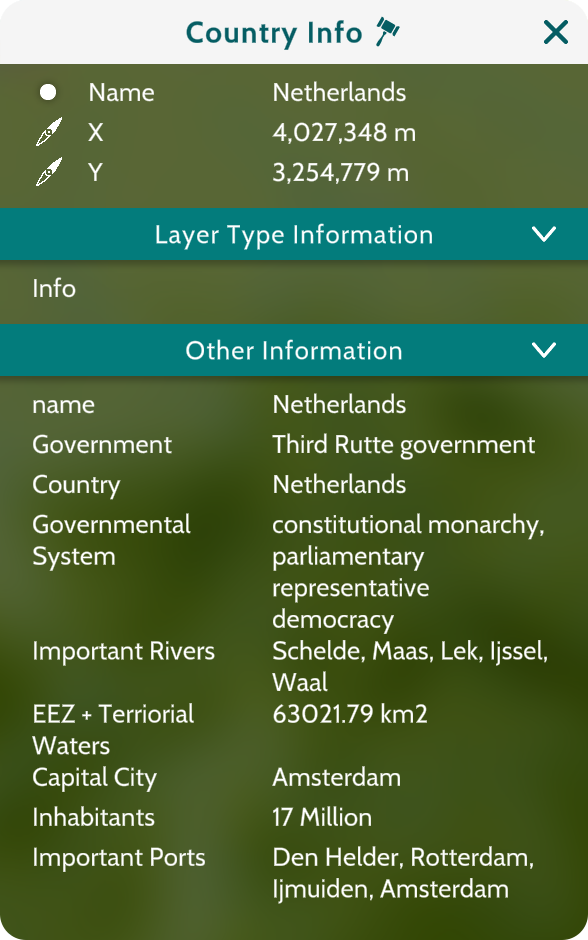 Country Info
Name Netherlands
X 4,027,348 m
Y 3,254,779 m
Layer Type Information
Info
Other Information
name Netherlands
Government Third Rutte government
Country Netherlands
Governmental constitutional monarchy,
System parliamentary
representative
democracy
Important Rivers Schelde, Maas, Lek, Ijssel,
Waal
EEZ + Terriorial 63021.79 km2
Waters
Capital City Amsterdam
Inhabitants 17 Million
Important Ports Den Helder, Rotterdam,
Ijmuiden, Amsterdam